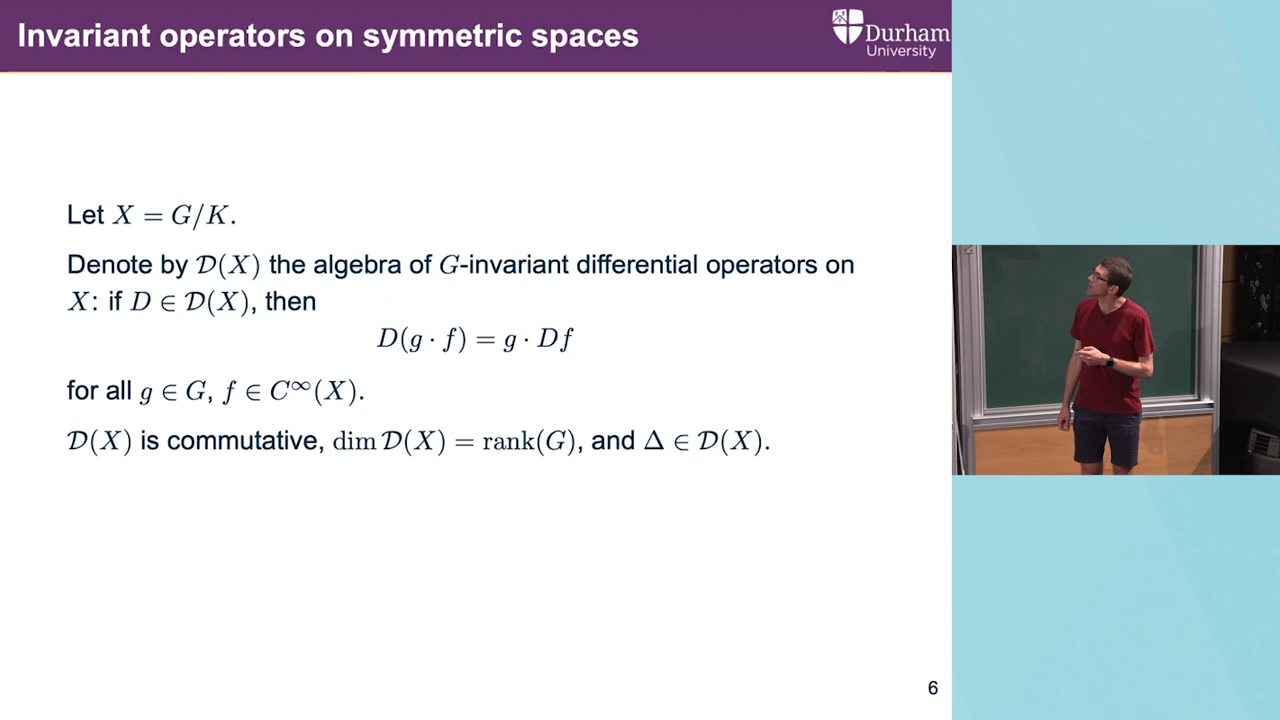 Invariant operators on symmetric spaces
Durham
University
Let X = G/K.
Denote by 𝒟(X) the algebra of G-invariant differential operators on
X: if D ∈ 𝒟(X), then
D(g · f) = g · Df
for all g ∈ G, f ∈ C^∞(X).
𝒟(X) is commutative, dim 𝒟(X) = rank(G), and Δ ∈ 𝒟(X).
6